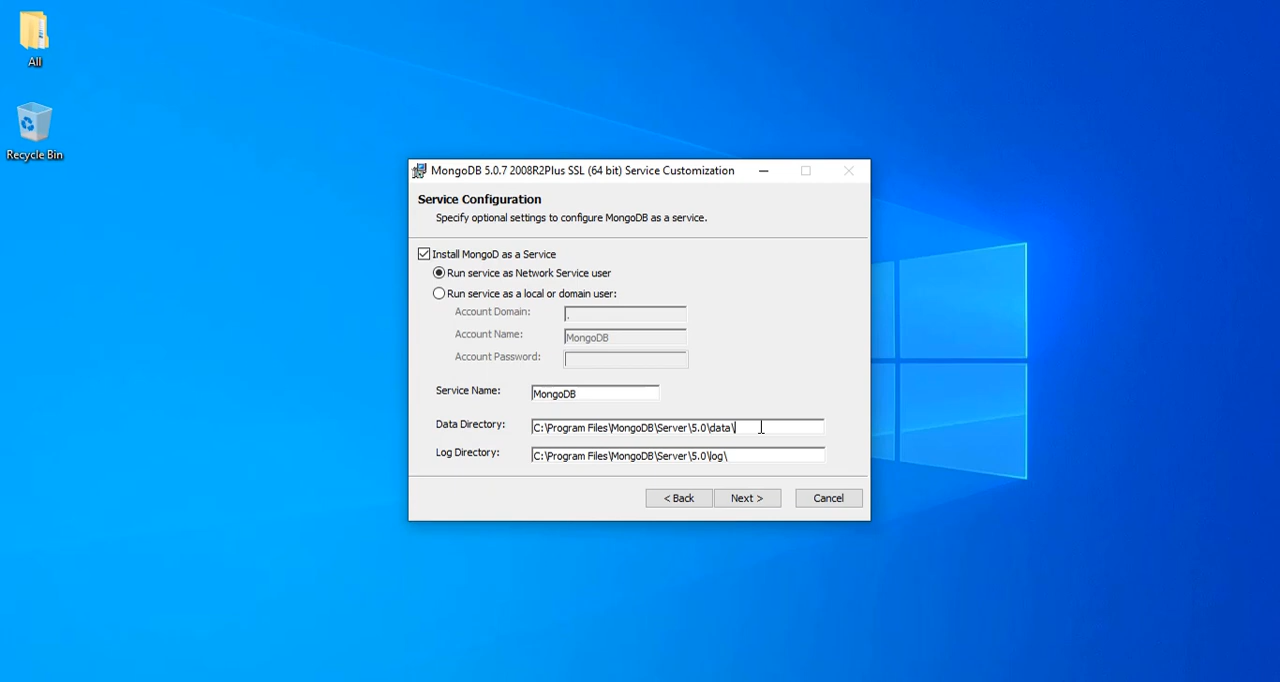 All
Recycle Bin
MongoDB 5.0.7 2008R2Plus SSL (64 bit) Service Customization
Service Configuration
Specify optional settings to configure MongoDB as a service.
Install MongoD as a Service
Run service as Network Service user
Run service as a local or domain user:
Account Domain: .
Account Name: MongoDB
Account Password:
Service Name: MongoDB
Data Directory: C:\Program Files\MongoDB\Server\5.0\data\
Log Directory: C:\Program Files\MongoDB\Server\5.0\log\
< Back Next > Cancel